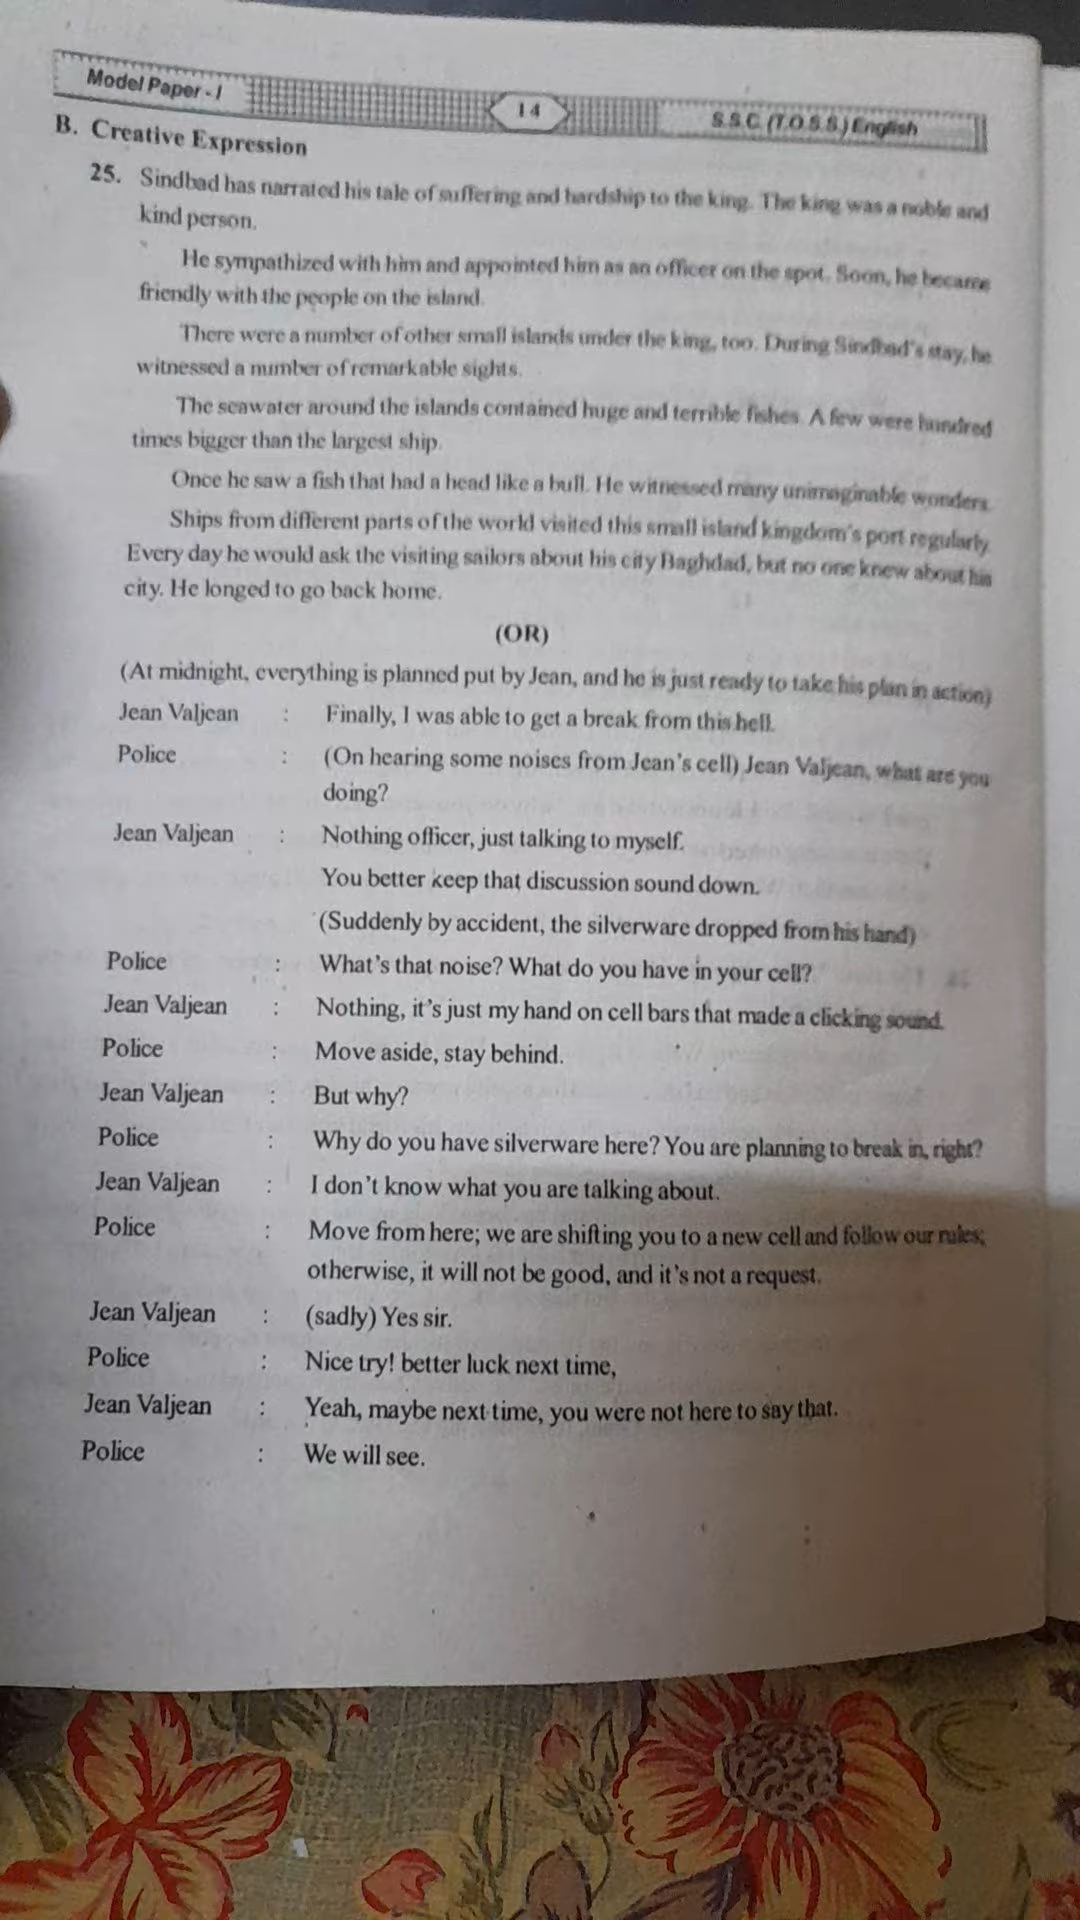 Model Paper - I
14
S.S.C. (T.O.S.S.) English
B. Creative Expression
25. Sindbad has narrated his tale of suffering and hardship to the king. The king was a noble and
kind person.
He sympathized with him and appointed him as an officer on the spot. Soon, he became
friendly with the people on the island.
There were a number of other small islands under the king, too. During Sindbad's stay, he
witnessed a number of remarkable sights.
The seawater around the islands contained huge and terrible fishes. A few were hundred
times bigger than the largest ship.
Once he saw a fish that had a head like a bull. He witnessed many unimaginable wonders.
Ships from different parts of the world visited this small island kingdom's port regularly.
Every day he would ask the visiting sailors about his city Baghdad, but no one knew about his
city. He longed to go back home.
(OR)
(At midnight, everything is planned put by Jean, and he is just ready to take his plan in action)
Jean Valjean : Finally, I was able to get a break from this hell.
Police : (On hearing some noises from Jean's cell) Jean Valjean, what are you
doing?
Jean Valjean : Nothing officer, just talking to myself.
You better keep that discussion sound down.
(Suddenly by accident, the silverware dropped from his hand)
Police : What's that noise? What do you have in your cell?
Jean Valjean : Nothing, it's just my hand on cell bars that made a clicking sound.
Police : Move aside, stay behind.
Jean Valjean : But why?
Police : Why do you have silverware here? You are planning to break in, right?
Jean Valjean : I don't know what you are talking about.
Police : Move from here; we are shifting you to a new cell and follow our rules;
otherwise, it will not be good, and it's not a request.
Jean Valjean : (sadly) Yes sir.
Police : Nice try! better luck next time,
Jean Valjean : Yeah, maybe next time, you were not here to say that.
Police : We will see.